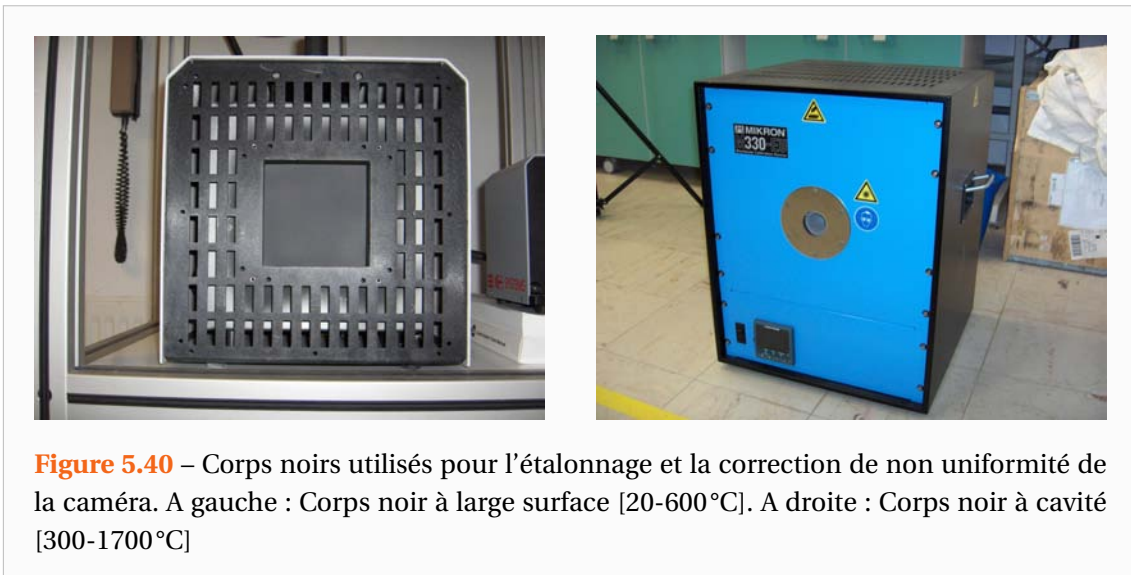 MIKRON
330
Figure 5.40 – Corps noirs utilisés pour l'étalonnage et la correction de non uniformité de
la caméra. A gauche : Corps noir à large surface [20-600°C]. A droite : Corps noir à cavité
[300-1700°C]